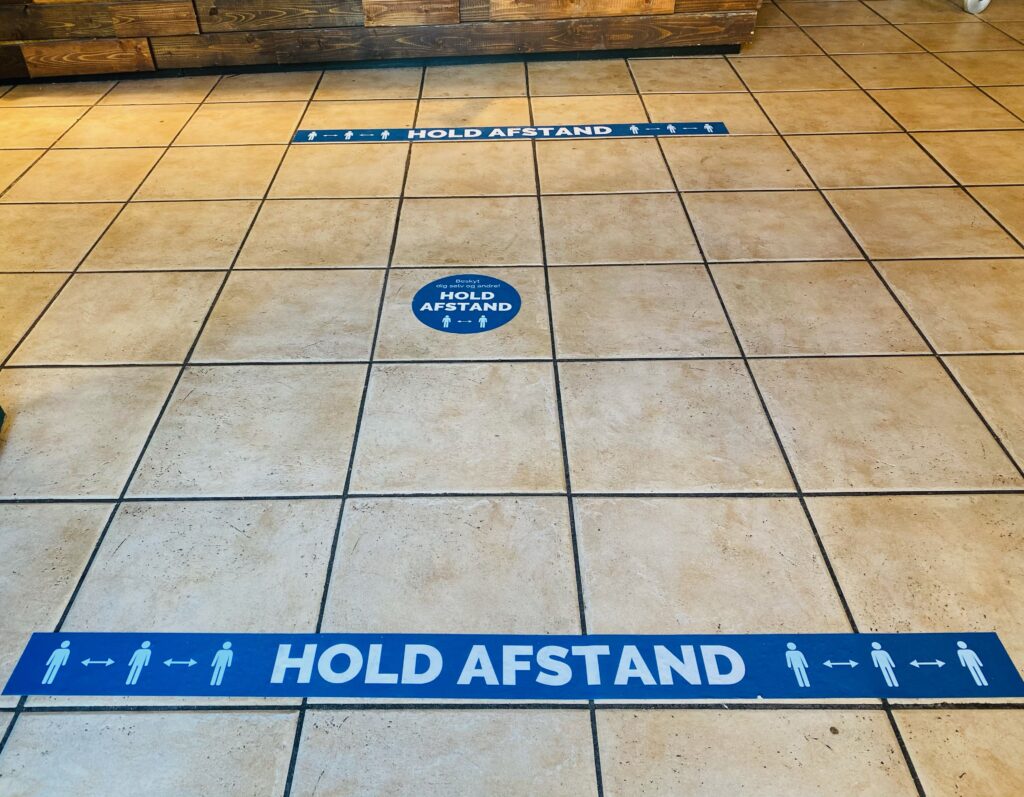 HOLD AFSTAND
Beskyt
dig selv og andre!
HOLD
AFSTAND
HOLD AFSTAND